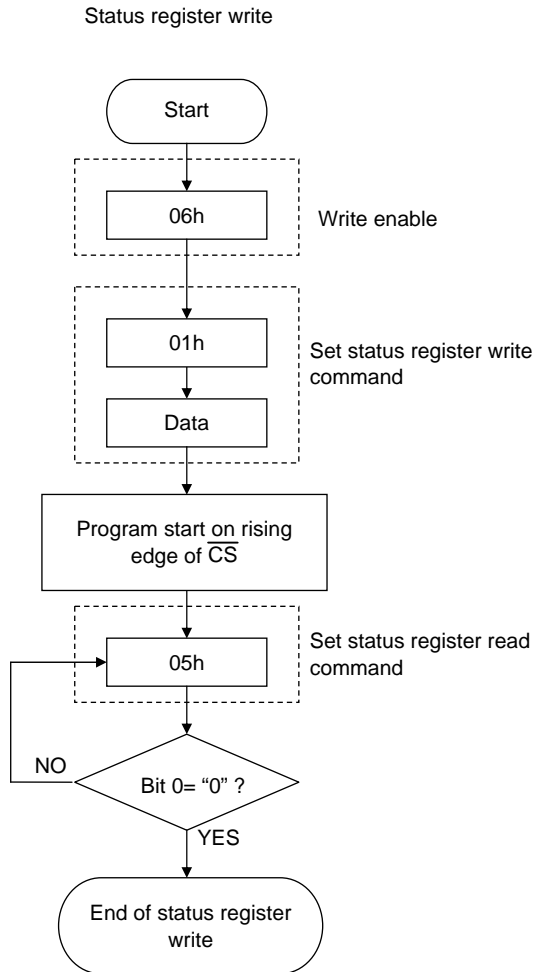 Status register write
Start
06h
Write enable
01h
Set status register write
command
Data
Program start on rising
edge of C̅S̅
Set status register read
command
05h
NO
Bit 0= “0” ?
YES
End of status register
write